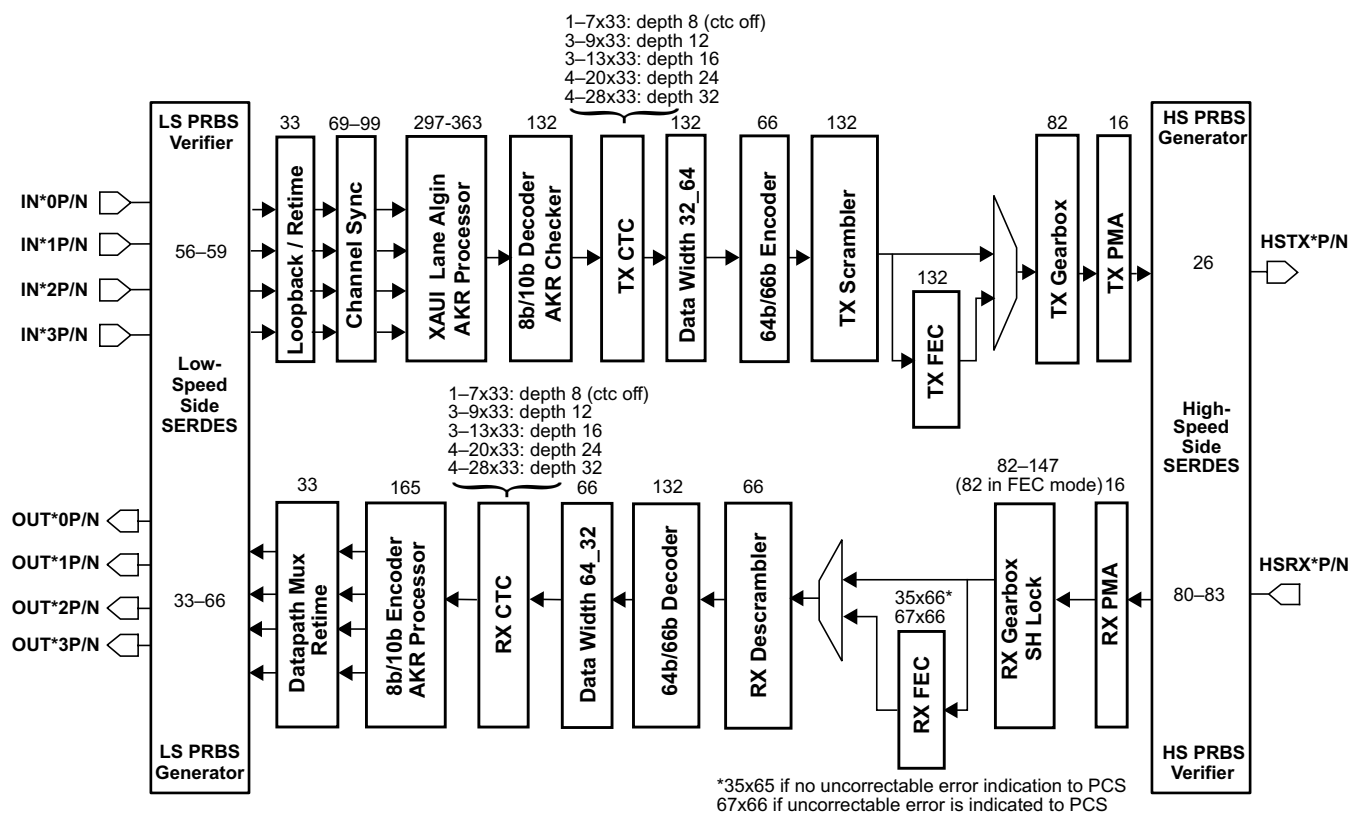 1–7x33: depth 8 (ctc off)
3–9x33: depth 12
3–13x33: depth 16
4–20x33: depth 24
4–28x33: depth 32
LS PRBS
Verifier
33
69–99
297-363
132
132
66
132
82
16
HS PRBS
Generator
IN*0P/N
IN*1P/N
IN*2P/N
IN*3P/N
56–59
Low-
Speed
Side
SERDES
Loopback / Retime
Channel Sync
XAUI Lane Algin
AKR Processor
8b/10b Decoder
AKR Checker
TX CTC
Data Width 32_64
64b/66b Encoder
TX Scrambler
132
TX FEC
TX Gearbox
TX PMA
26
HSTX*P/N
High-
Speed
Side
SERDES
1–7x33: depth 8 (ctc off)
3–9x33: depth 12
3–13x33: depth 16
4–20x33: depth 24
4–28x33: depth 32
33
165
66
132
66
82–147
(82 in FEC mode)
16
OUT*0P/N
OUT*1P/N
OUT*2P/N
OUT*3P/N
33–66
Datapath Mux
Retime
8b/10b Encoder
AKR Processor
RX CTC
Data Width 64_32
64b/66b Decoder
RX Descrambler
35x66*
67x66
RX FEC
RX Gearbox
SH Lock
RX PMA
80–83
HSRX*P/N
LS PRBS
Generator
HS PRBS
Verifier
*35x65 if no uncorrectable error indication to PCS
67x66 if uncorrectable error is indicated to PCS